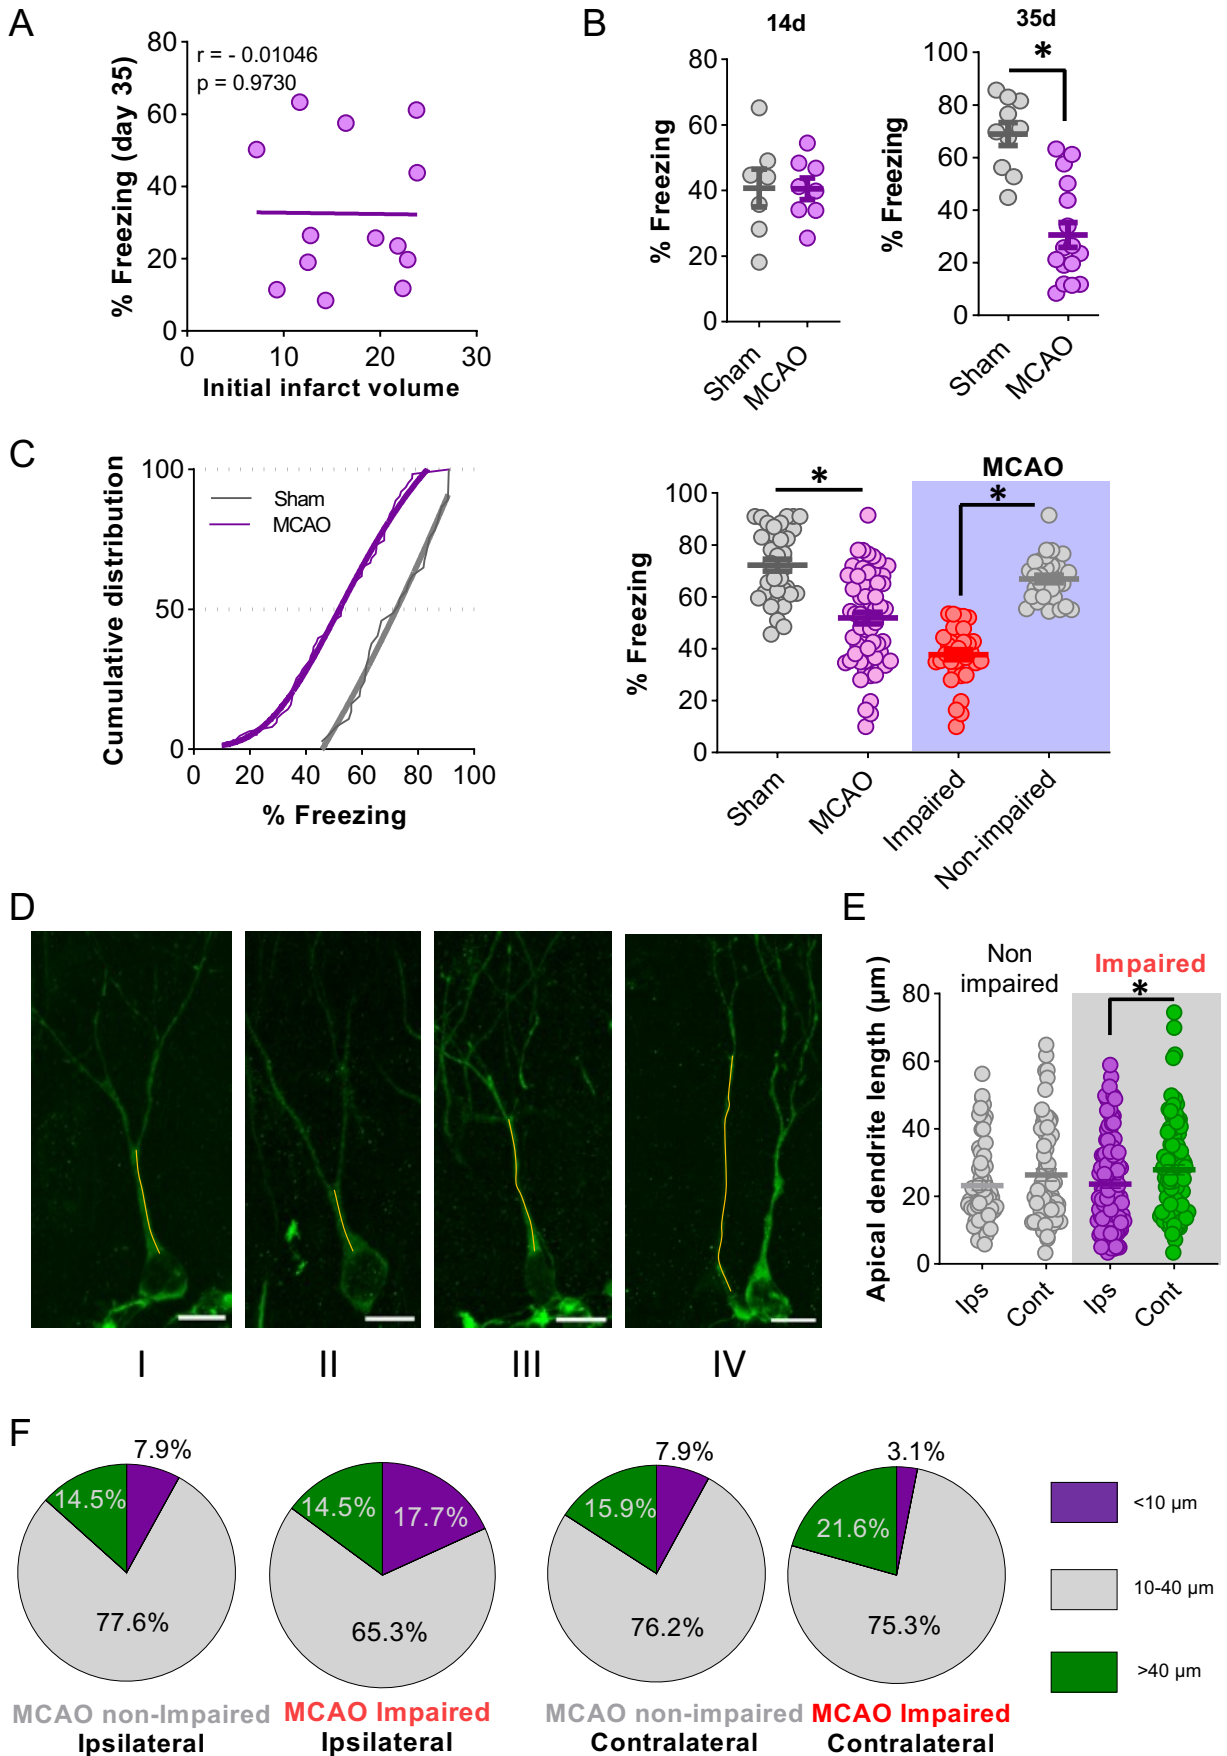 A
r = - 0.01046
p = 0.9730
% Freezing (day 35)
80
60
40
20
0
0
10
20
30
Initial infarct volume
B
14d
% Freezing
80
60
40
20
0
Sham
MCAO
35d
*
% Freezing
100
80
60
40
20
0
Sham
MCAO
C
Cumulative distribution
100
50
0
Sham
MCAO
0
20
40
60
80
100
% Freezing
MCAO
*
*
% Freezing
100
80
60
40
20
0
Sham
MCAO
Impaired
Non-impaired
D
I
II
III
IV
E
Non
impaired
Impaired
*
Apical dendrite length (µm)
80
60
40
20
0
Ips
Cont
Ips
Cont
F
7.9%
14.5%
77.6%
MCAO non-Impaired
Ipsilateral
14.5%
17.7%
65.3%
MCAO Impaired
Ipsilateral
7.9%
15.9%
76.2%
MCAO non-impaired
Contralateral
3.1%
21.6%
75.3%
MCAO Impaired
Contralateral
<10 µm
10-40 µm
>40 µm